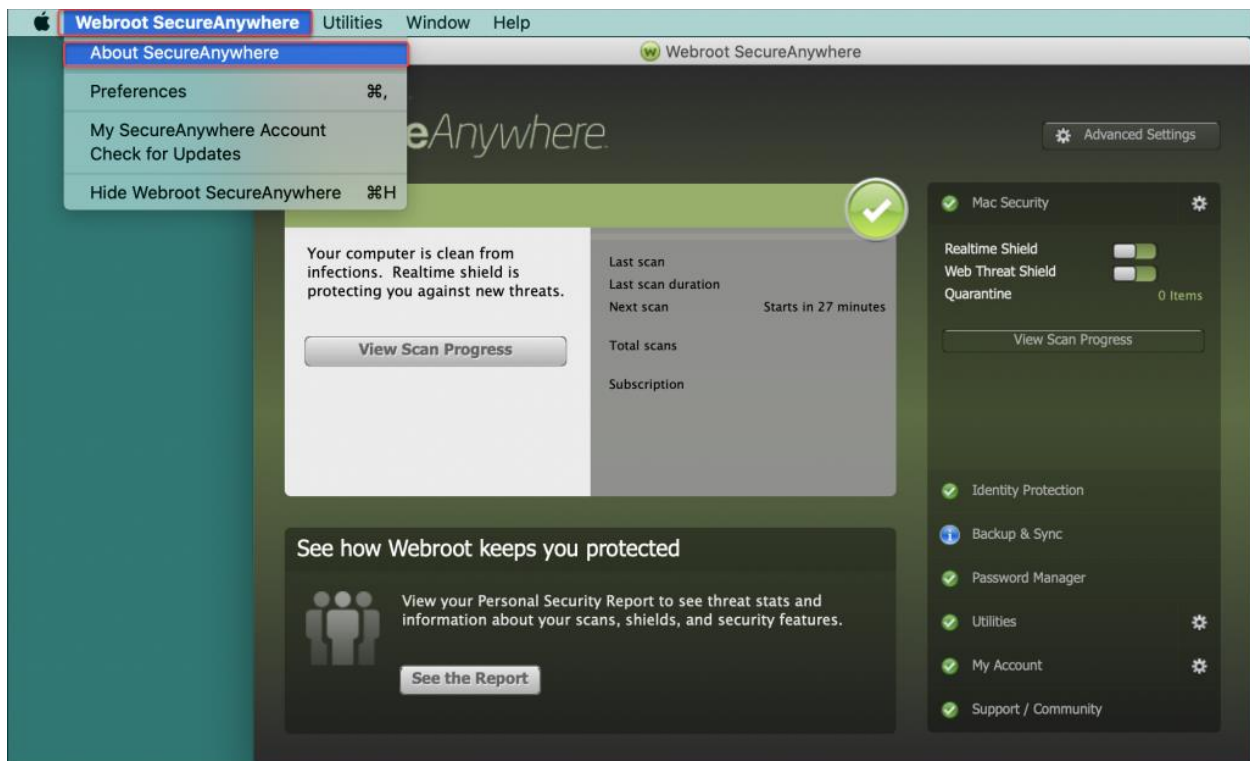 Webroot SecureAnywhere Utilities Window Help
About SecureAnywhere
Preferences ⌘,
My SecureAnywhere Account
Check for Updates
Hide Webroot SecureAnywhere ⌘H
Webroot SecureAnywhere
eAnywhere
Advanced Settings
Your computer is clean from
infections. Realtime shield is
protecting you against new threats.
View Scan Progress
Last scan
Last scan duration
Next scan Starts in 27 minutes
Total scans
Subscription
See how Webroot keeps you protected
View your Personal Security Report to see threat stats and
information about your scans, shields, and security features.
See the Report
Mac Security
Realtime Shield
Web Threat Shield
Quarantine 0 Items
View Scan Progress
Identity Protection
Backup & Sync
Password Manager
Utilities
My Account
Support / Community